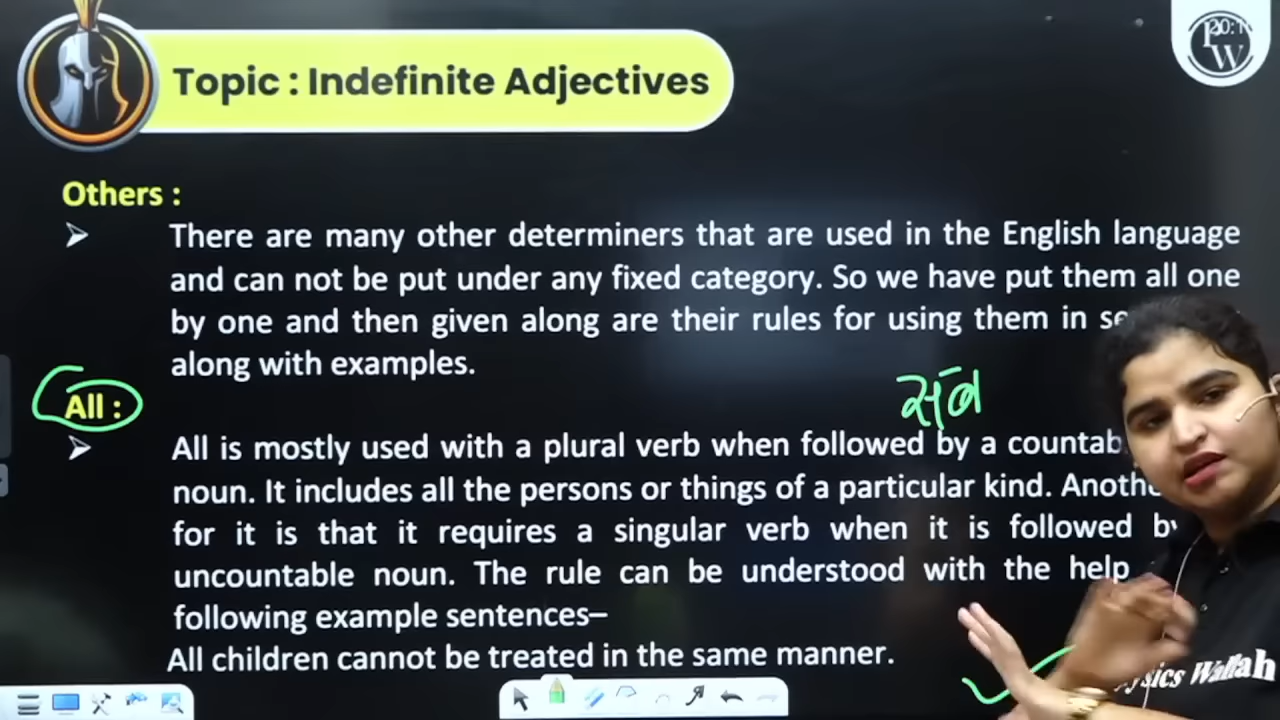 20:1
PW
Topic : Indefinite Adjectives
Others :
There are many other determiners that are used in the English language
and can not be put under any fixed category. So we have put them all one
by one and then given along are their rules for using them in
along with examples.
सब
All :
All is mostly used with a plural verb when followed by a
noun. It includes all the persons or things of a particular kind.
for it is that it requires a singular verb when it is followed
uncountable noun. The rule can be understood with the help
following example sentences–
All children cannot be treated in the same manner.
Wallah